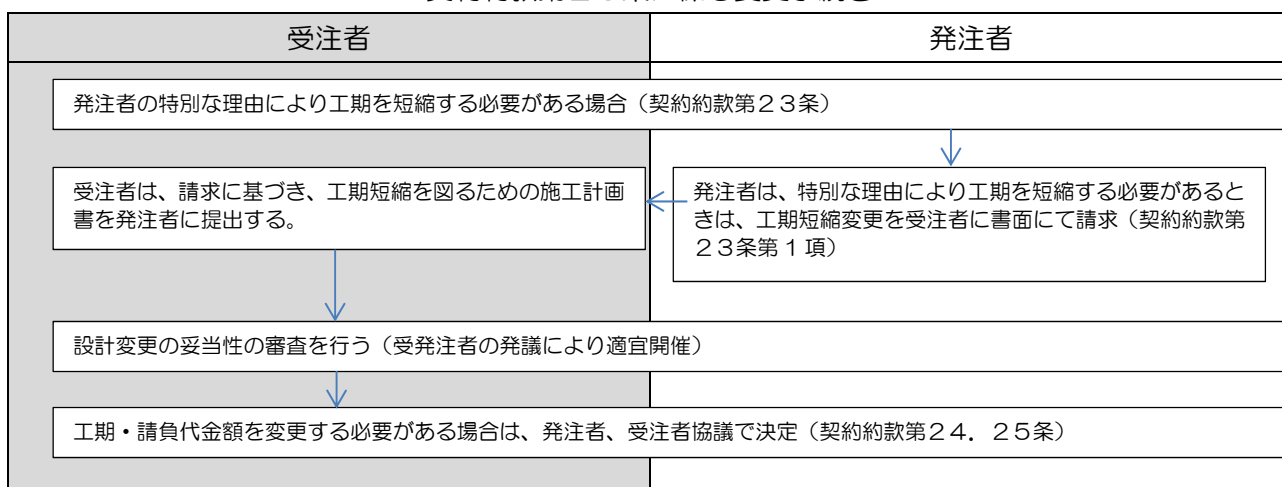 受注者
発注者
発注者の特別な理由により工期を短縮する必要がある場合（契約約款第２３条）
受注者は、請求に基づき、工期短縮を図るための施工計画
書を発注者に提出する。
発注者は、特別な理由により工期を短縮する必要があると
きは、工期短縮変更を受注者に書面にて請求（契約約款第
２３条第１項）
設計変更の妥当性の審査を行う（受発注者の発議により適宜開催）
工期・請負代金額を変更する必要がある場合は、発注者、受注者協議で決定（契約約款第２４．２５条）